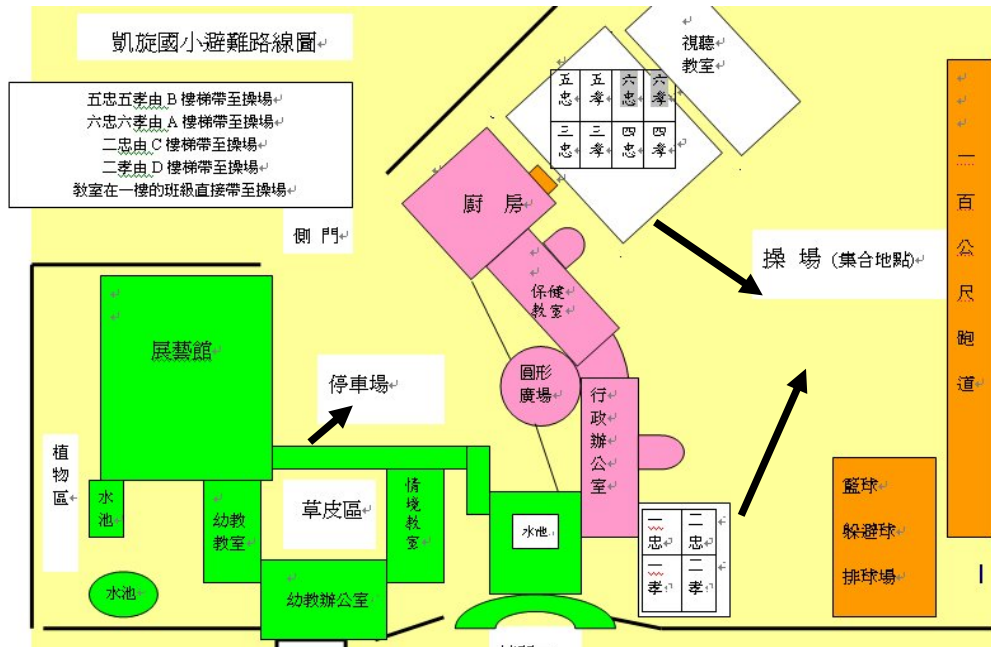 凱旋國小避難路線圖
五忠五孝由 B 樓梯帶至操場
六忠六孝由 A 樓梯帶至操場
二忠由 C 樓梯帶至操場
二孝由 D 樓梯帶至操場
教室在一樓的班級直接帶至操場
側門
視聽
教室
五忠 五孝 六忠 六孝
三忠 三孝 四忠 四孝
廚 房
保健
教室
操 場 (集合地點)
一百公尺跑道
展藝館
停車場
圓形
廣場
行政辦公室
植物區
水池
幼教
教室
草皮區
情境教室
水池
一忠 二忠
一孝 二孝
籃球
躲避球
排球場
水池
幼教辦公室